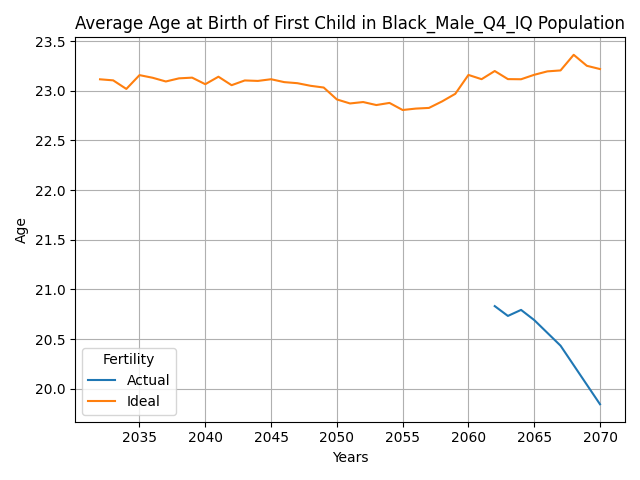 Average Age at Birth of First Child in Black_Male_Q4_IQ Population
23.5
23.0
22.5
22.0
21.5
21.0
20.5
20.0
Age
Fertility
Actual
Ideal
2035 2040 2045 2050 2055 2060 2065 2070
Years